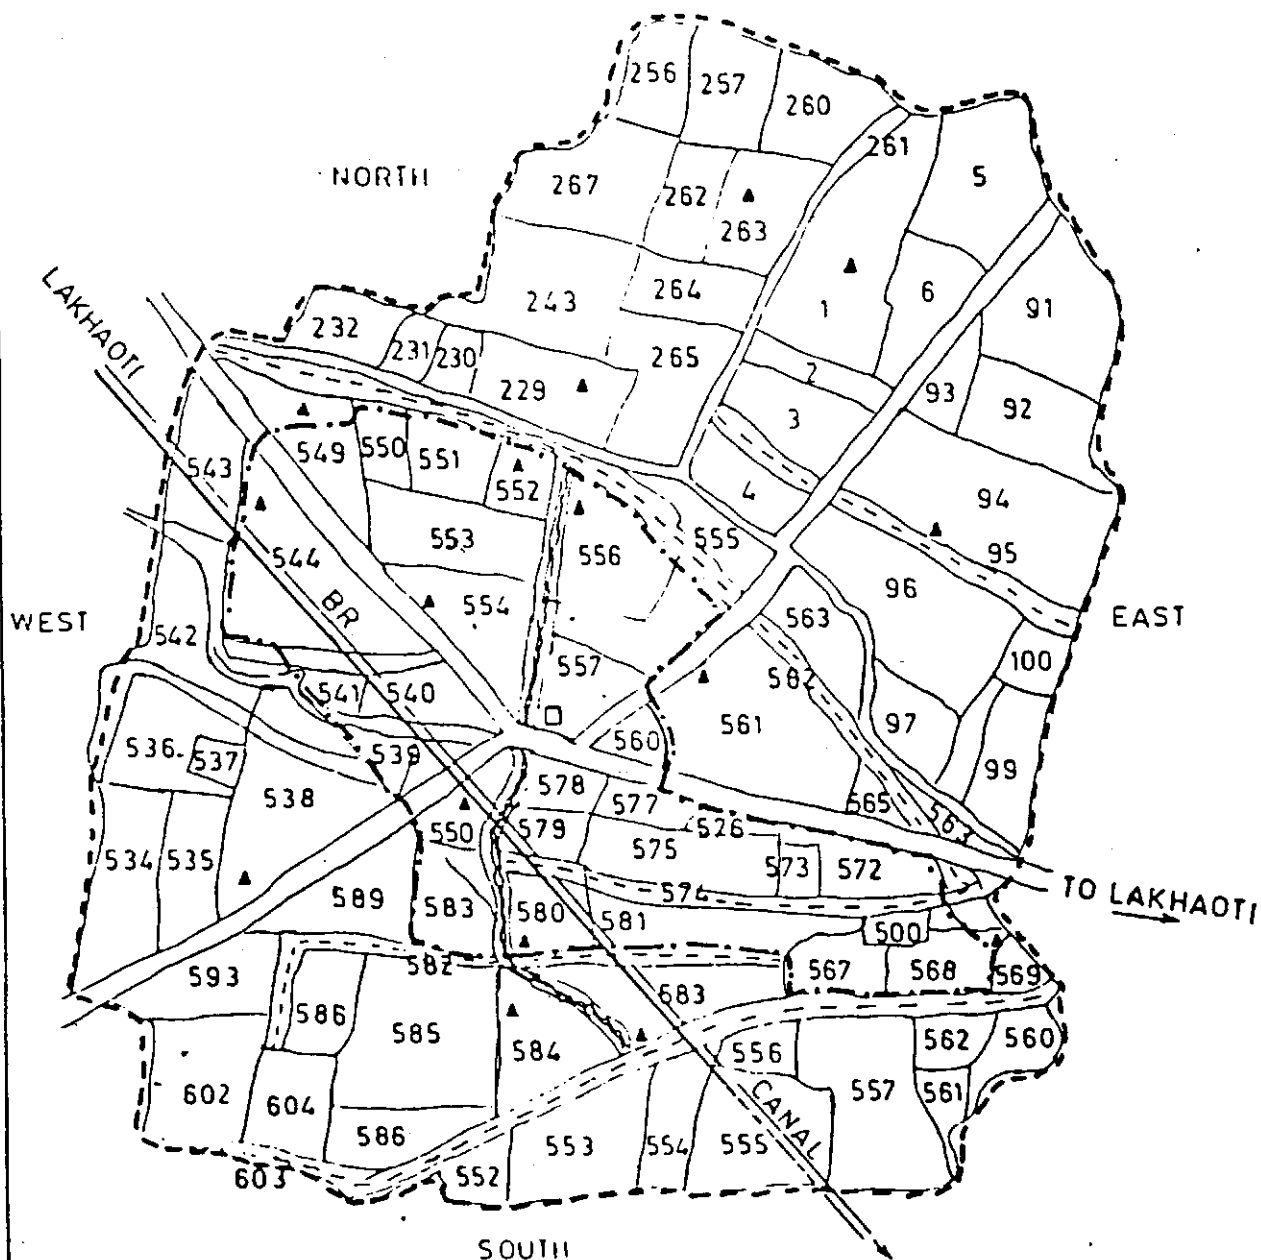 256 257 260
261
5
NORTH
267 262 263
243 264 1 6 91
LAKHAOTI
232 231 230 229 265 2 93 92
3
543 549 550 551 552 4 94
553 556 555 95
544 554 96
BR
WEST
EAST
542 557 563 100
541 540 582 561 97
536 537 539 560 99
538 578 577 565 563
550 579 526
534 535 575 573 572
574
TO LAKHAOTI
589 583 580 581 500
593 582 567 568 569
586 585 584 683 556 562 560
602 604 557 561
CANAL
586 553 554 555
603 552
SOUTH